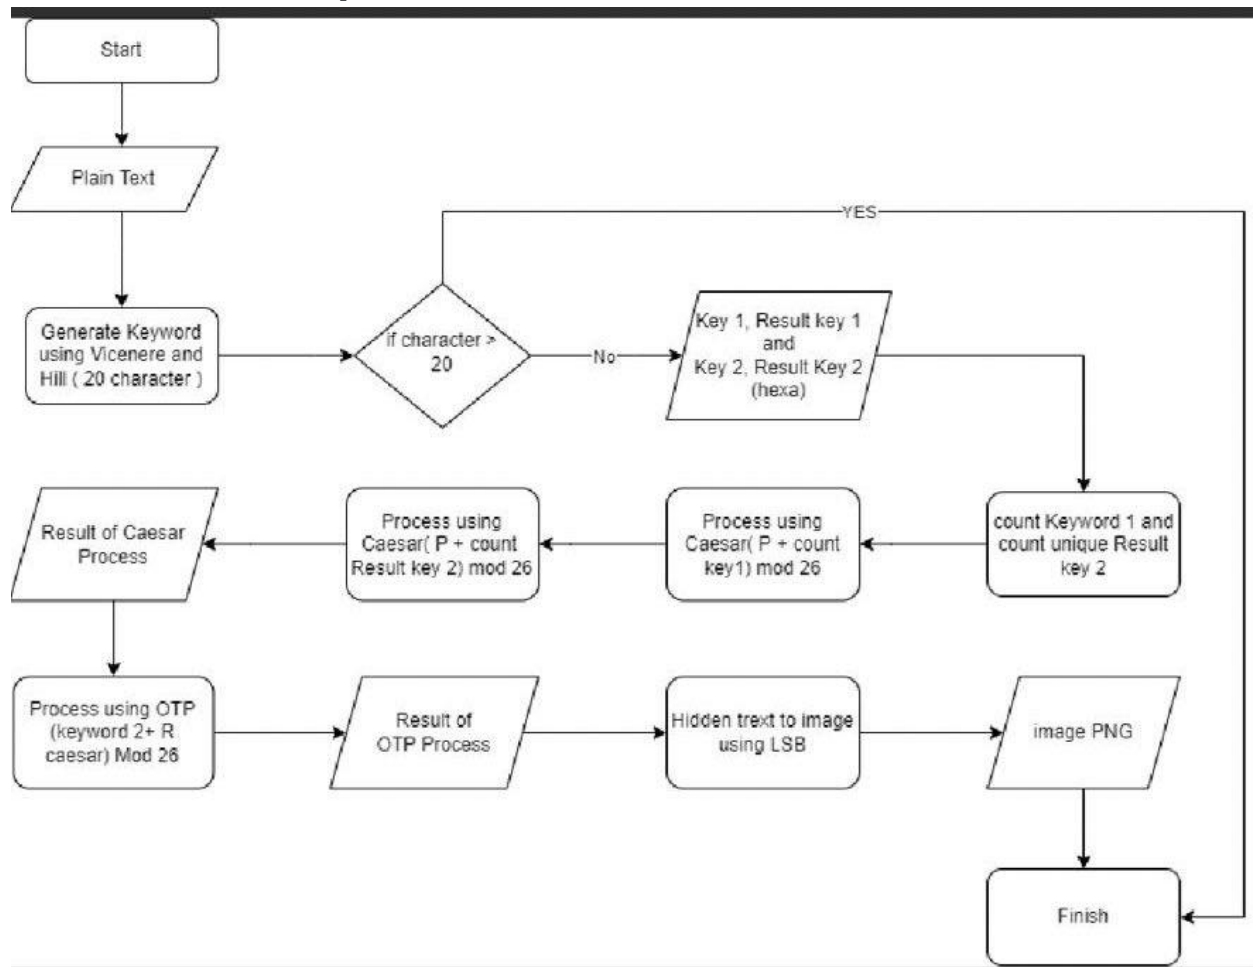 Start
Plain Text
Generate Keyword
using Vicenere and
Hill ( 20 character )
if character >
20
YES
No
Key 1, Result key 1
and
Key 2, Result Key 2
(hexa)
count Keyword 1 and
count unique Result
key 2
Process using
Caesar( P + count
key1) mod 26
Process using
Caesar( P + count
Result key 2) mod 26
Result of Caesar
Process
Process using OTP
(keyword 2+ R
caesar) Mod 26
Result of
OTP Process
Hidden trext to image
using LSB
image PNG
Finish